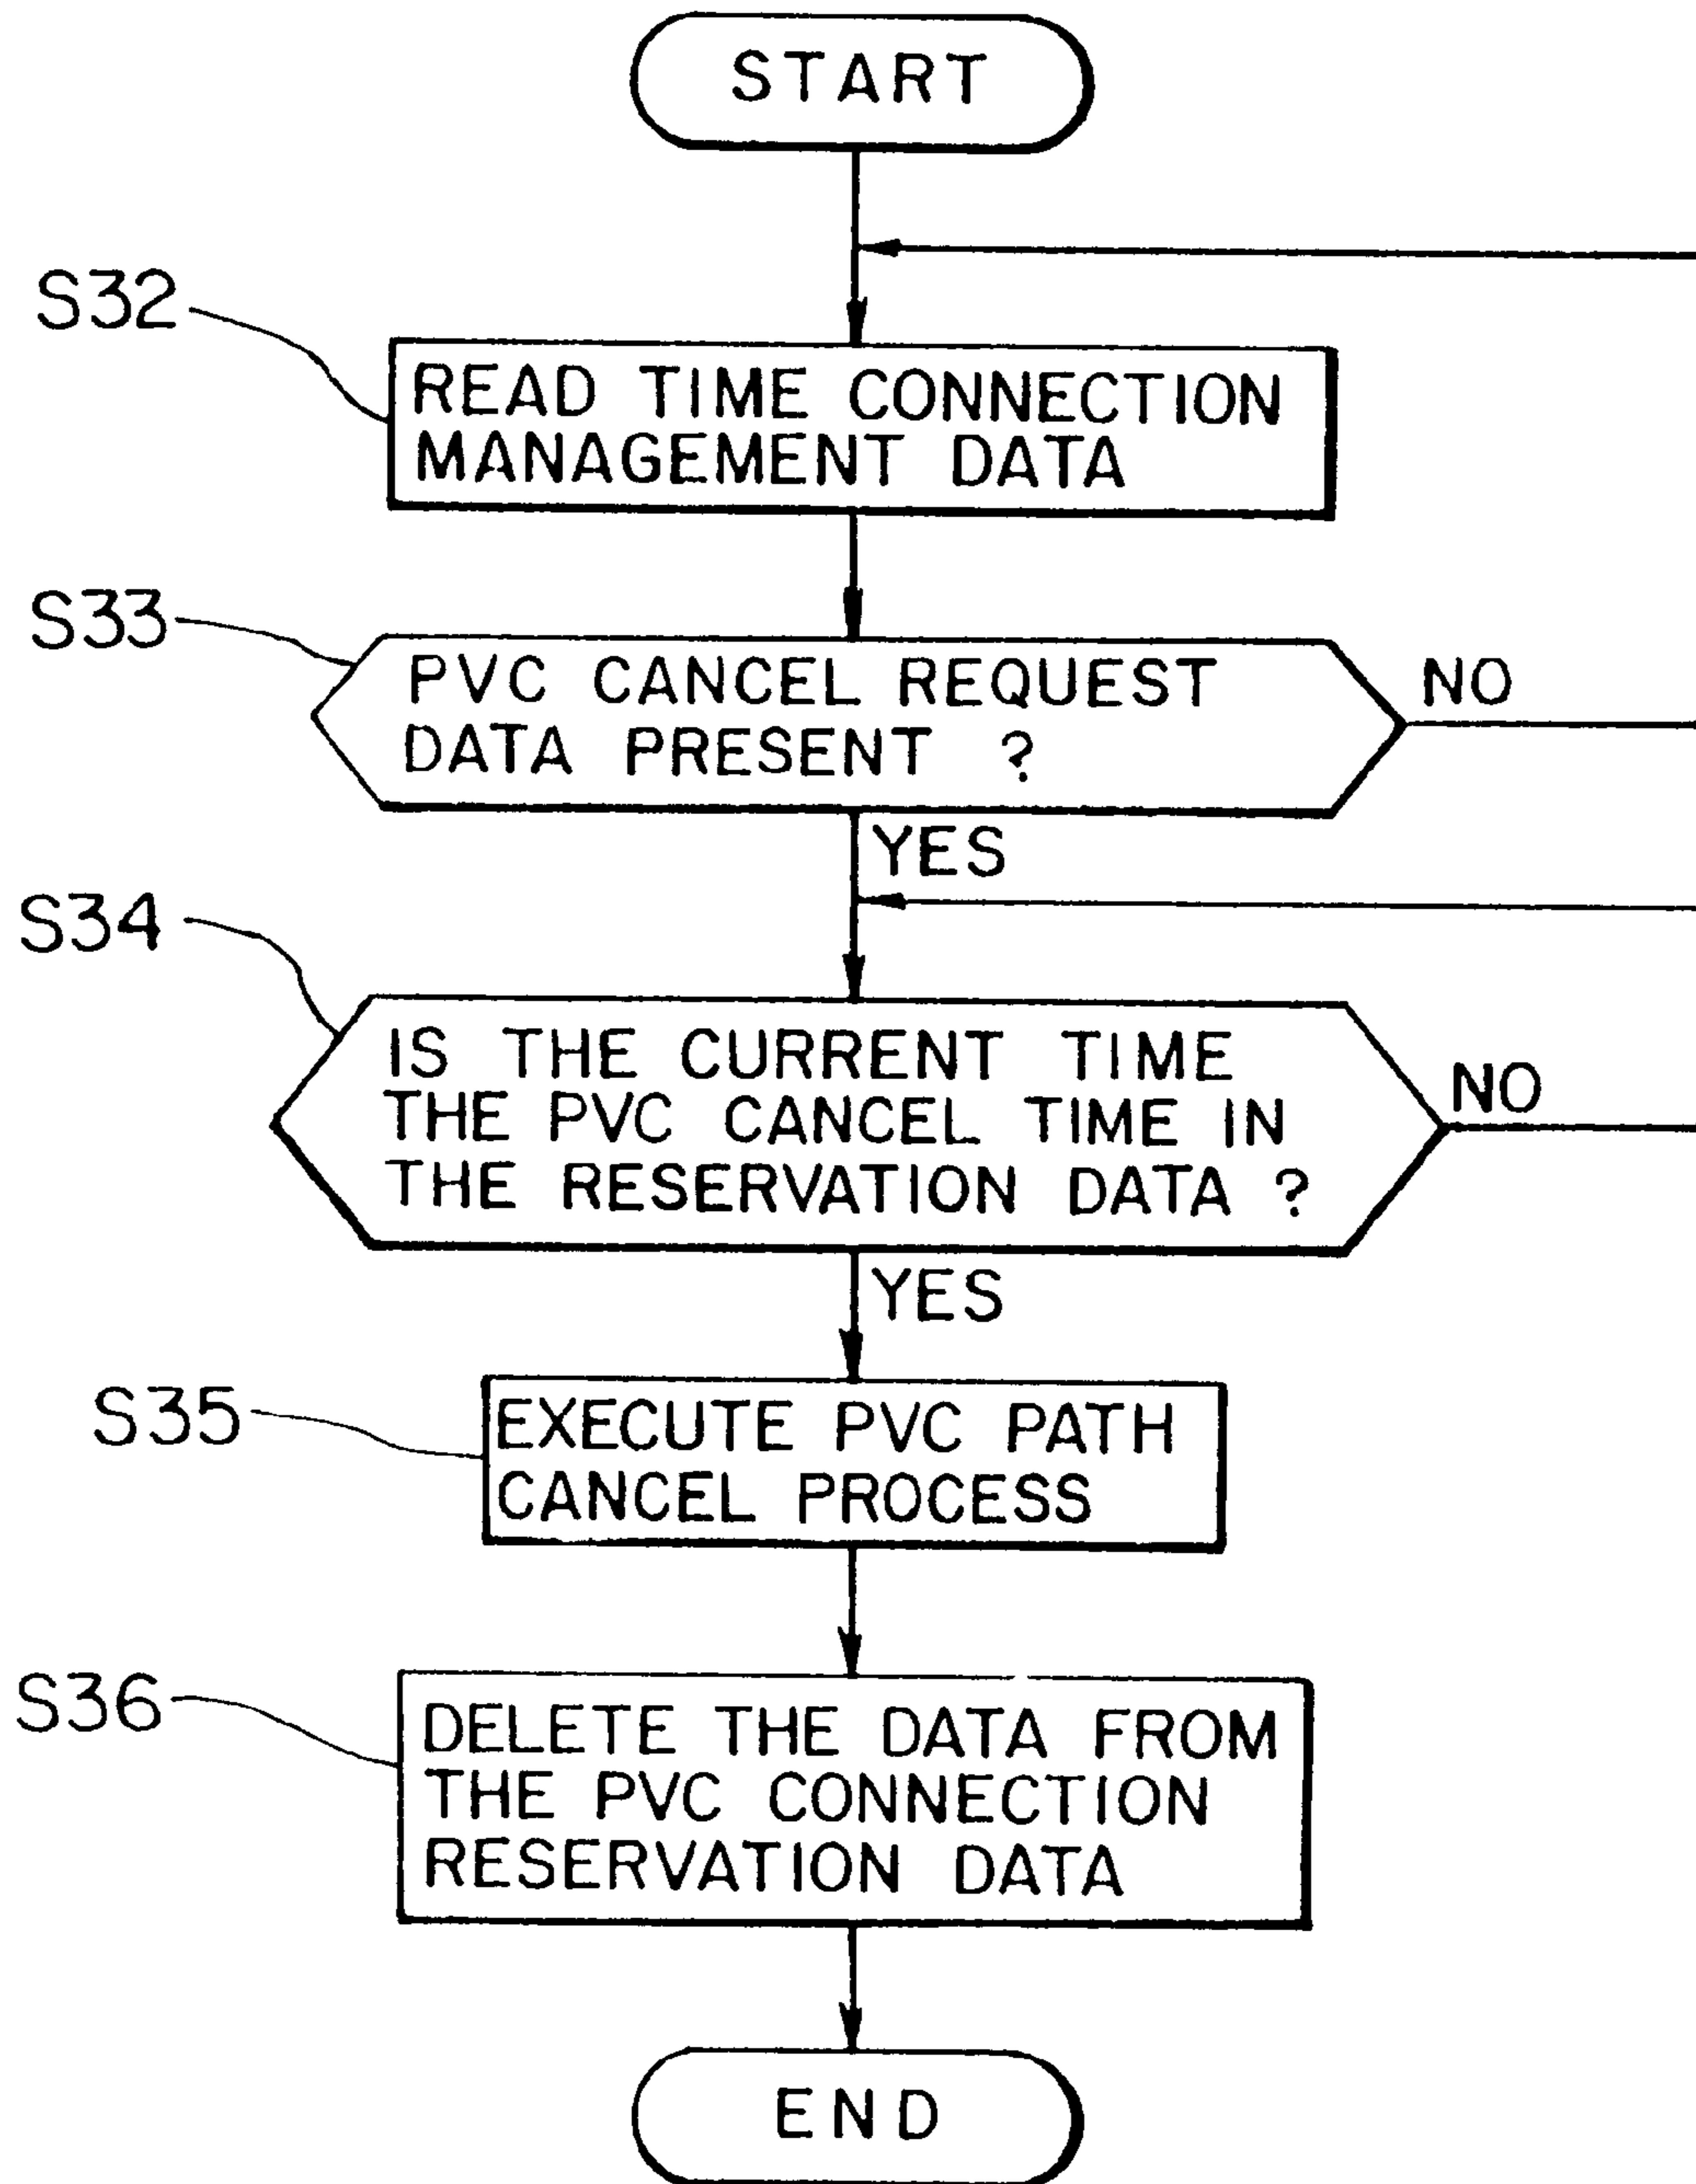 START
S32
READ TIME CONNECTION
MANAGEMENT DATA
S33
PVC CANCEL REQUEST
DATA PRESENT ?
NO
YES
S34
IS THE CURRENT TIME
THE PVC CANCEL TIME IN
THE RESERVATION DATA ?
NO
YES
S35
EXECUTE PVC PATH
CANCEL PROCESS
S36
DELETE THE DATA FROM
THE PVC CONNECTION
RESERVATION DATA
END